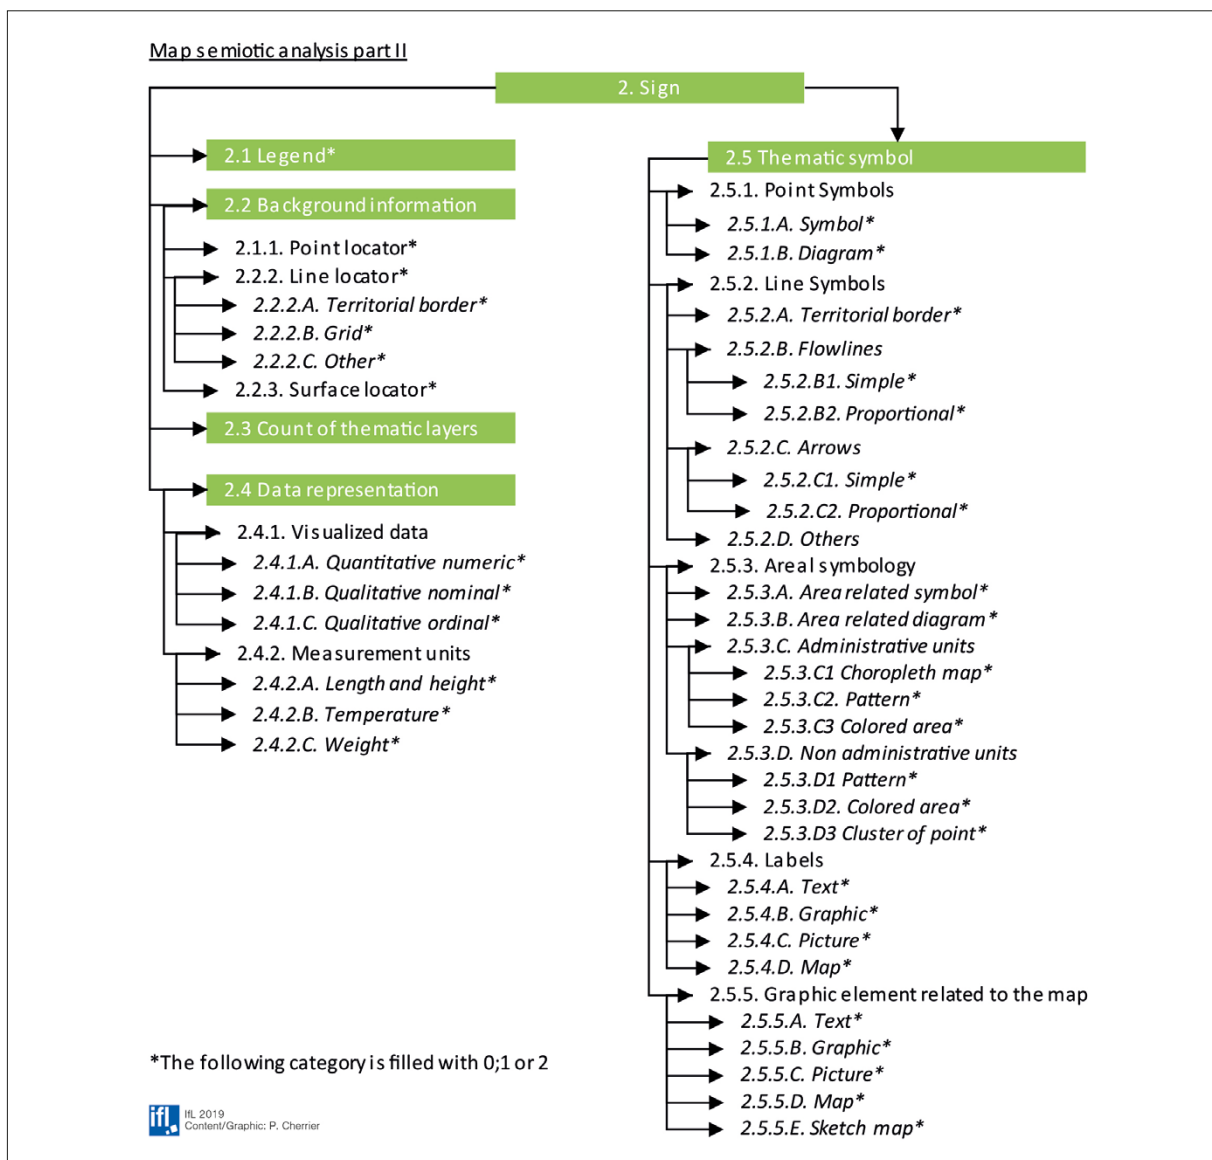 Map semiotic analysis part II
2. Sign
2.1 Legend*
2.2 Background information
2.1.1. Point locator*
2.2.2. Line locator*
2.2.2.A. Territorial border*
2.2.2.B. Grid*
2.2.2.C. Other*
2.2.3. Surface locator*
2.3 Count of thematic layers
2.4 Data representation
2.4.1. Visualized data
2.4.1.A. Quantitative numeric*
2.4.1.B. Qualitative nominal*
2.4.1.C. Qualitative ordinal*
2.4.2. Measurement units
2.4.2.A. Length and height*
2.4.2.B. Temperature*
2.4.2.C. Weight*
2.5 Thematic symbol
2.5.1. Point Symbols
2.5.1.A. Symbol*
2.5.1.B. Diagram*
2.5.2. Line Symbols
2.5.2.A. Territorial border*
2.5.2.B. Flowlines
2.5.2.B1. Simple*
2.5.2.B2. Proportional*
2.5.2.C. Arrows
2.5.2.C1. Simple*
2.5.2.C2. Proportional*
2.5.2.D. Others
2.5.3. Areal symbology
2.5.3.A. Area related symbol*
2.5.3.B. Area related diagram*
2.5.3.C. Administrative units
2.5.3.C1 Choropleth map*
2.5.3.C2. Pattern*
2.5.3.C3 Colored area*
2.5.3.D. Non administrative units
2.5.3.D1 Pattern*
2.5.3.D2. Colored area*
2.5.3.D3 Cluster of point*
2.5.4. Labels
2.5.4.A. Text*
2.5.4.B. Graphic*
2.5.4.C. Picture*
2.5.4.D. Map*
2.5.5. Graphic element related to the map
2.5.5.A. Text*
2.5.5.B. Graphic*
2.5.5.C. Picture*
2.5.5.D. Map*
2.5.5.E. Sketch map*
*The following category is filled with 0;1 or 2
ifl
IfL 2019
Content/Graphic: P. Cherrier